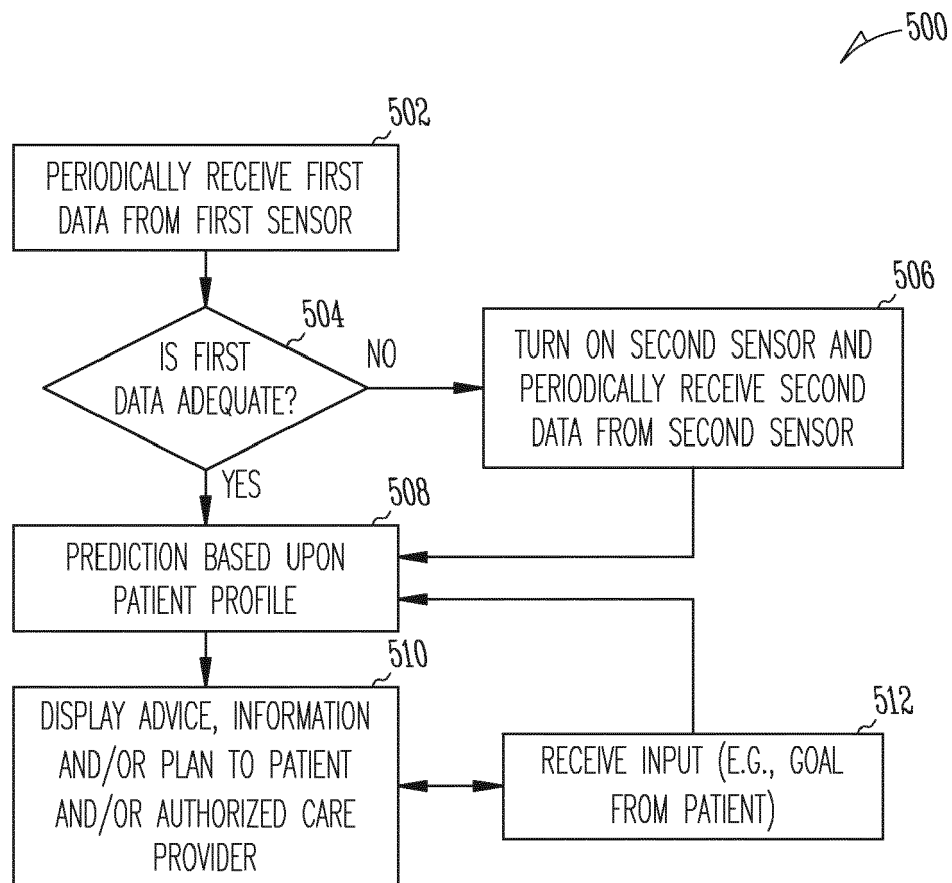 500
502
PERIODICALLY RECEIVE FIRST
DATA FROM FIRST SENSOR
504
IS FIRST
DATA ADEQUATE?
NO
YES
506
TURN ON SECOND SENSOR AND
PERIODICALLY RECEIVE SECOND
DATA FROM SECOND SENSOR
508
PREDICTION BASED UPON
PATIENT PROFILE
510
DISPLAY ADVICE, INFORMATION
AND/OR PLAN TO PATIENT
AND/OR AUTHORIZED CARE
PROVIDER
512
RECEIVE INPUT (E.G., GOAL
FROM PATIENT)